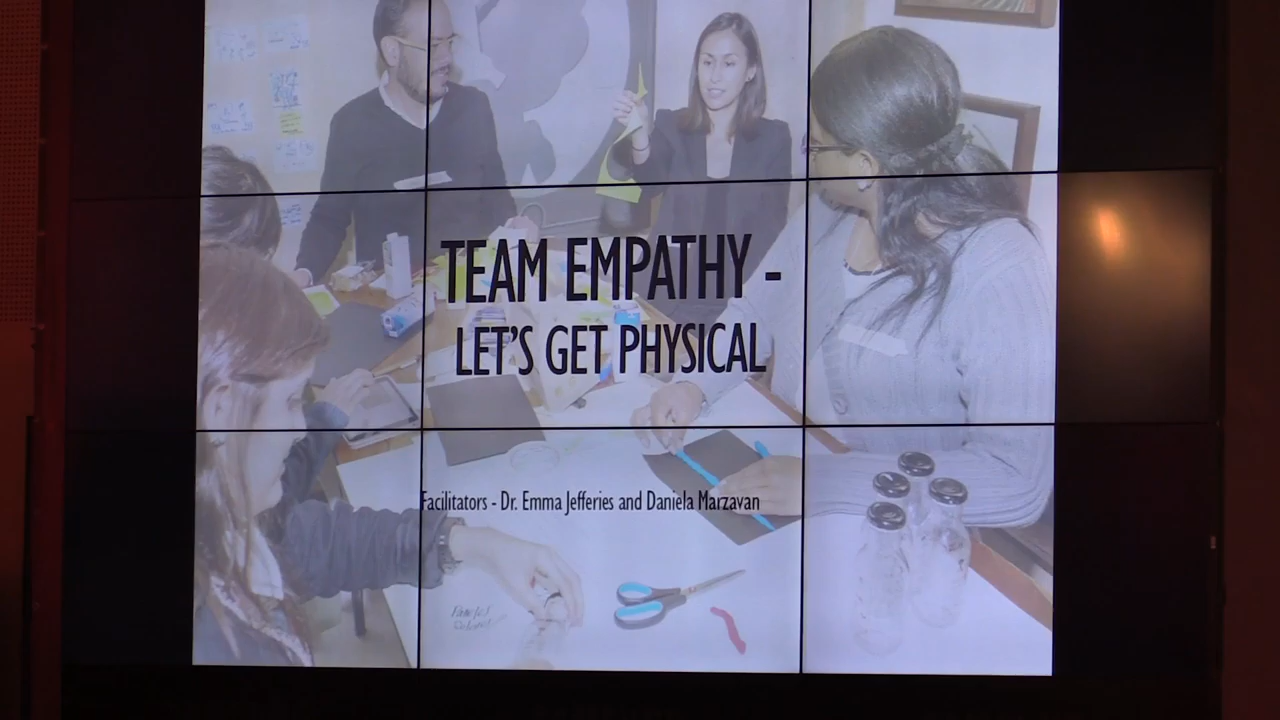 TEAM EMPATHY -
LET'S GET PHYSICAL
Facilitators - Dr. Emma Jefferies and Daniela Marzavan